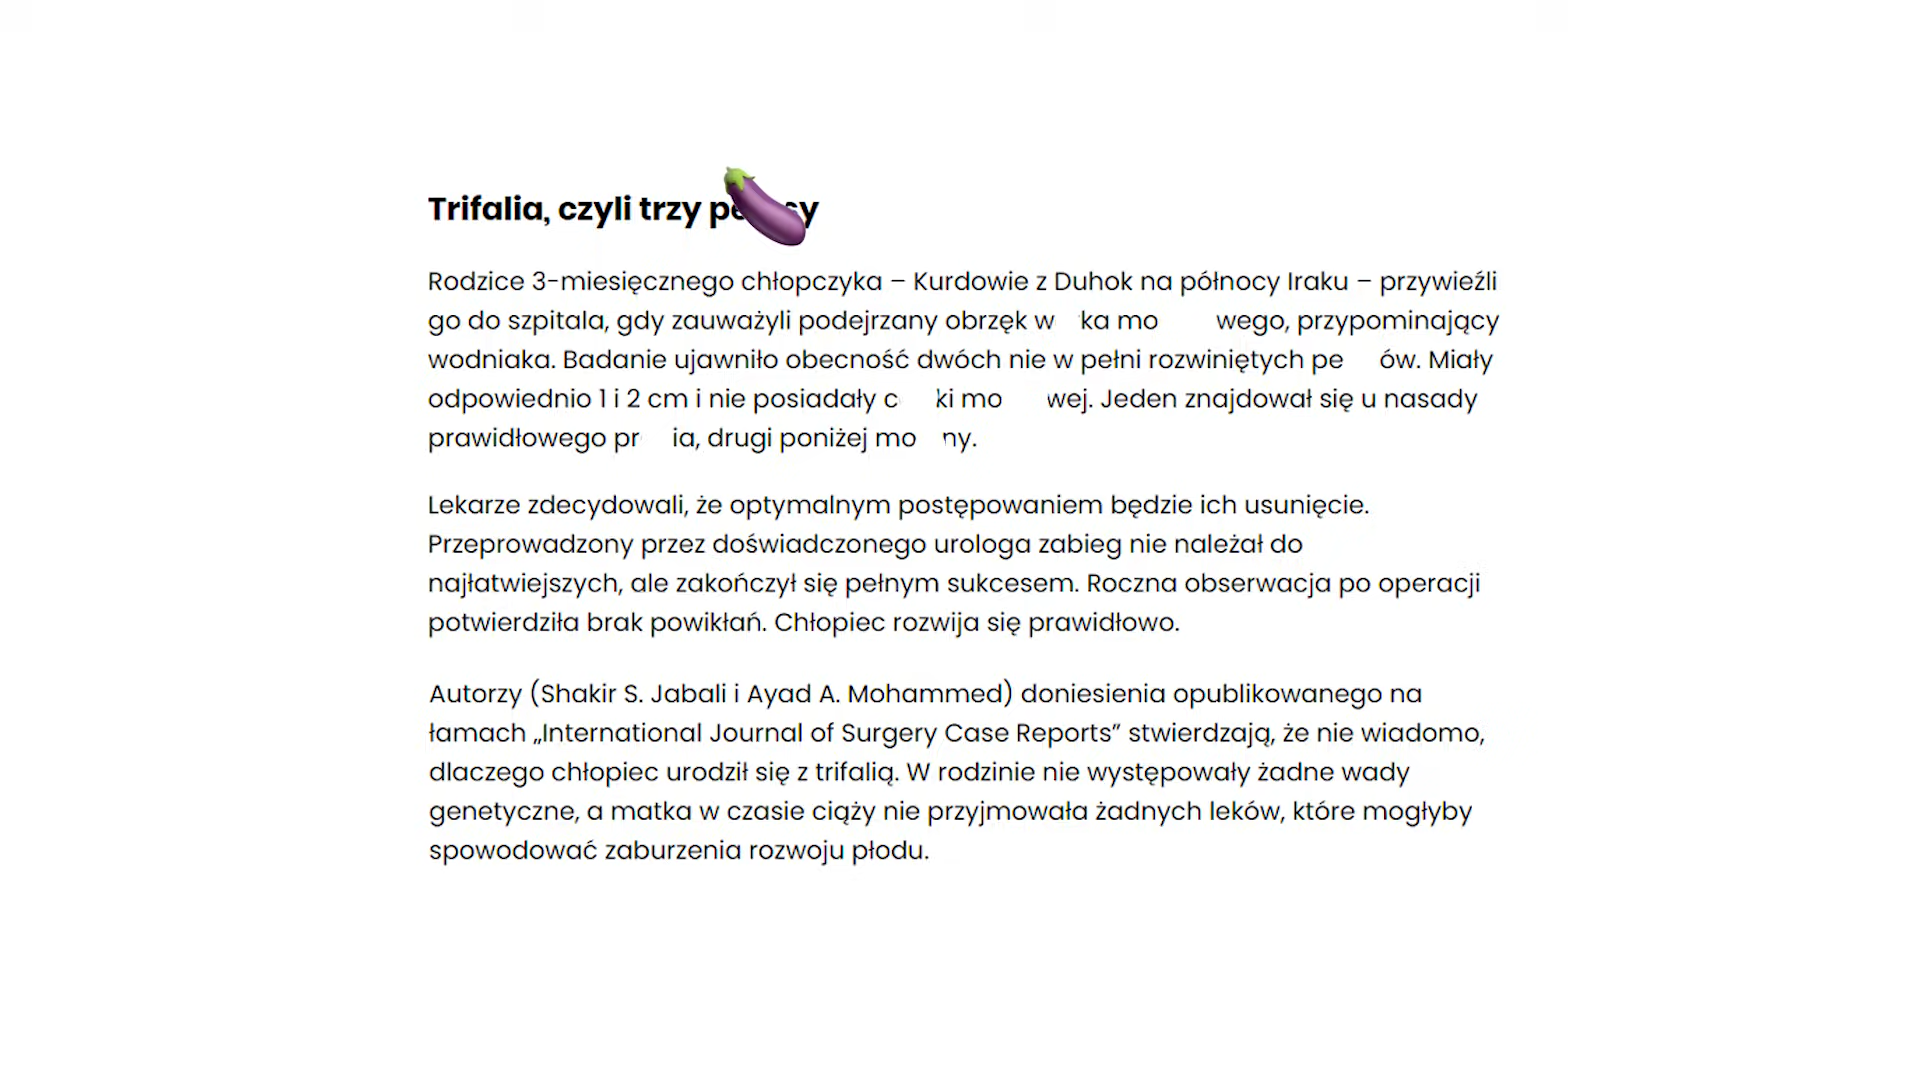 Trifalia, czyli trzy
Rodzice 3-miesięcznego chłopczyka – Kurdowie z Duhok na północy Iraku – przywieźli
go do szpitala, gdy zauważyli podejrzany obrzęk w ka mo wego, przypominający
wodniaka. Badanie ujawniło obecność dwóch nie w pełni rozwiniętych pe ów. Miały
odpowiednio 1 i 2 cm i nie posiadały c ki mo wej. Jeden znajdował się u nasady
prawidłowego pr ia, drugi poniżej mo ny.
Lekarze zdecydowali, że optymalnym postępowaniem będzie ich usunięcie.
Przeprowadzony przez doświadczonego urologa zabieg nie należał do
najłatwiejszych, ale zakończył się pełnym sukcesem. Roczna obserwacja po operacji
potwierdziła brak powikłań. Chłopiec rozwija się prawidłowo.
Autorzy (Shakir S. Jabali i Ayad A. Mohammed) doniesienia opublikowanego na
łamach „International Journal of Surgery Case Reports” stwierdzają, że nie wiadomo,
dlaczego chłopiec urodził się z trifalią. W rodzinie nie występowały żadne wady
genetyczne, a matka w czasie ciąży nie przyjmowała żadnych leków, które mogłyby
spowodować zaburzenia rozwoju płodu.